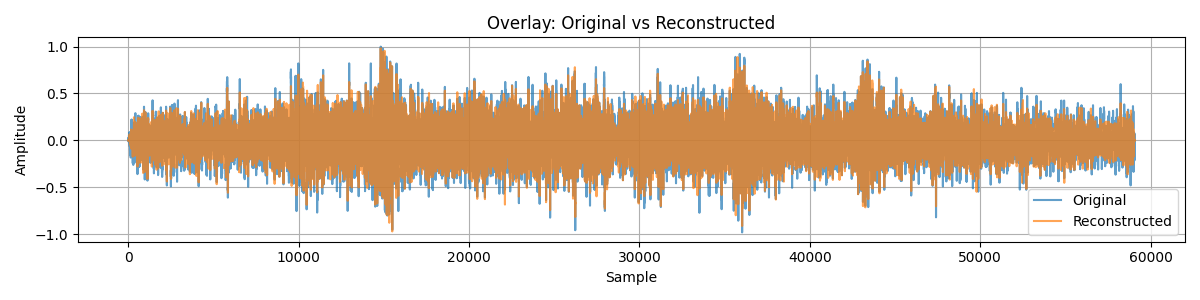 Overlay: Original vs Reconstructed
Amplitude
1.0
0.5
0.0
−0.5
−1.0
Original
Reconstructed
0 10000 20000 30000 40000 50000 60000
Sample